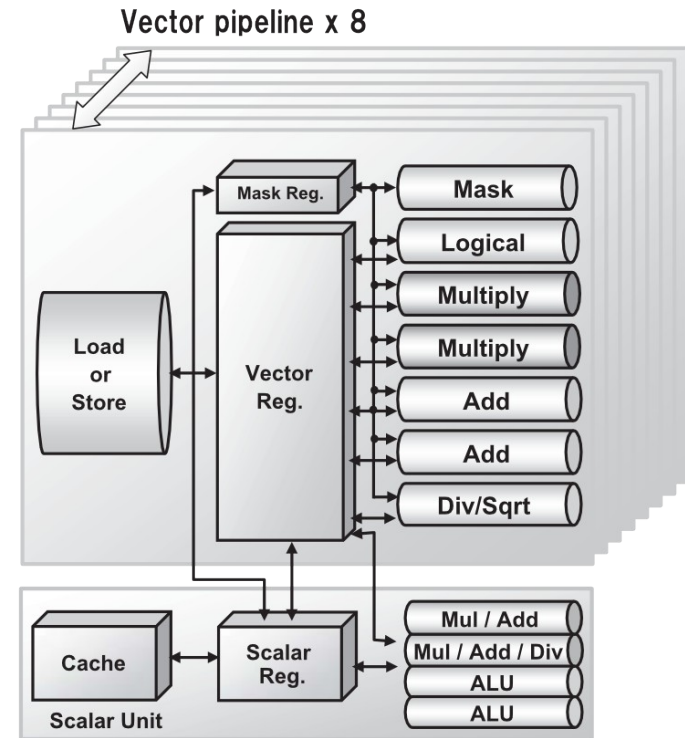 Vector pipeline x 8
Mask Reg.
Mask
Logical
Multiply
Multiply
Add
Add
Div/Sqrt
Load
or
Store
Vector
Reg.
Cache
Scalar
Reg.
Mul / Add
Mul / Add / Div
ALU
ALU
Scalar Unit